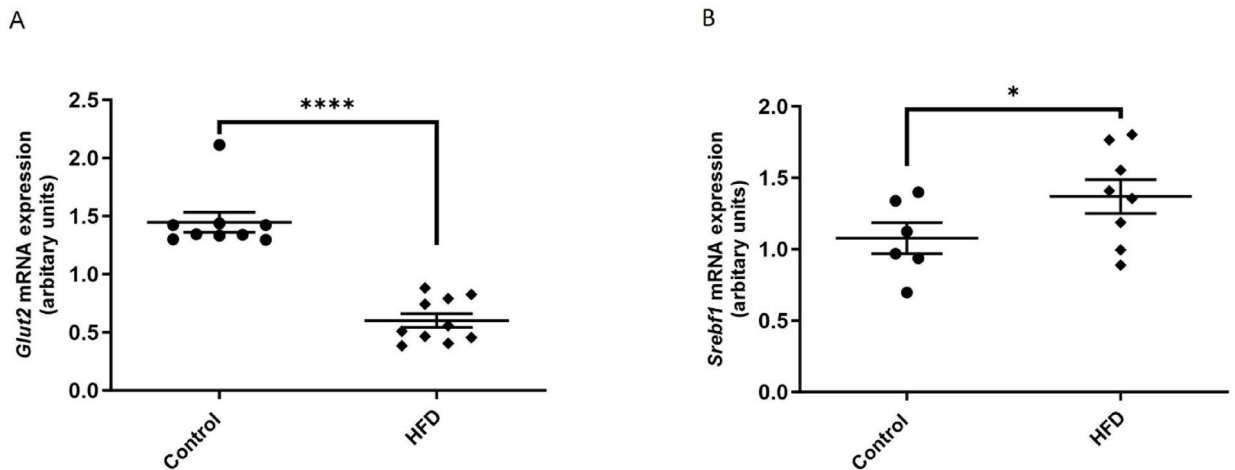 A
Glut2 mRNA expression
(arbitary units)
2.5
2.0
1.5
1.0
0.5
0.0
****
Control
HFD
B
Srebf1 mRNA expression
(arbitary units)
2.0
1.5
1.0
0.5
0.0
*
Control
HFD